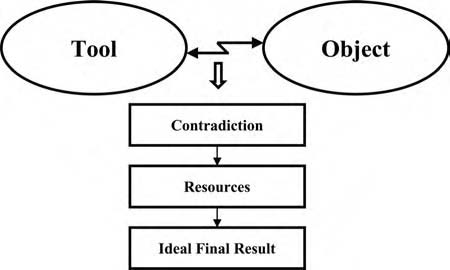 Tool
Object
Contradiction
Resources
Ideal Final Result